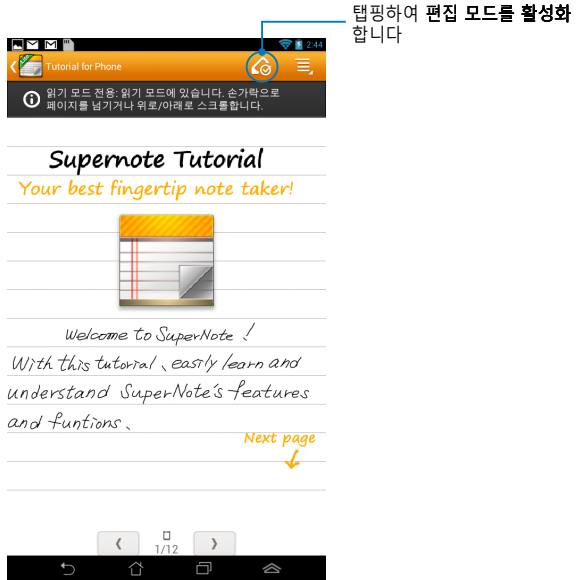 탭핑하여 편집 모드를 활성화
합니다
2:44
Tutorial for Phone
읽기 모드 전용: 읽기 모드에 있습니다. 손가락으로
페이지를 넘기거나 위로/아래로 스크롤합니다.
Supernote Tutorial
Your best fingertip note taker!
Welcome to SuperNote!
With this tutorial、easily learn and
understand SuperNote's features
and funtions、
Next page
1/12